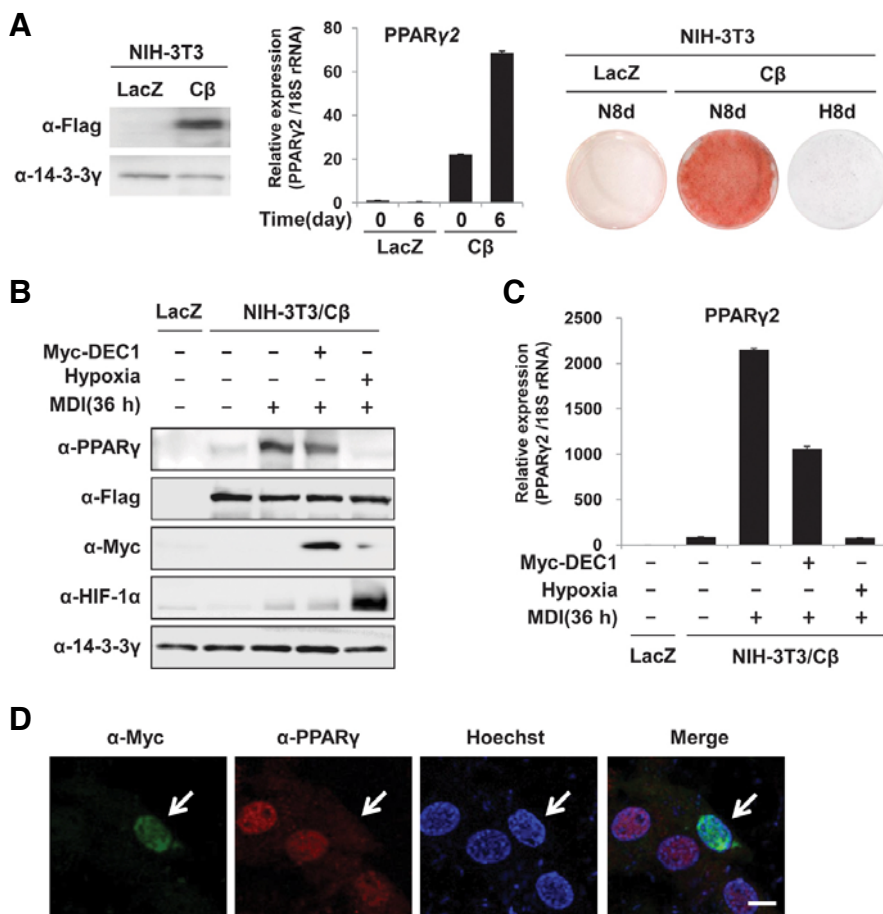 A
NIH-3T3
LacZ Cβ
α-Flag
α-14-3-3γ
PPARγ2
Relative expression
(PPARγ2 /18S rRNA)
80
60
40
20
0
Time(day) 0 6 0 6
LacZ Cβ
NIH-3T3
LacZ Cβ
N8d N8d H8d
B
LacZ NIH-3T3/Cβ
Myc-DEC1 – – – + –
Hypoxia – – – – +
MDI(36 h) – – + + +
α-PPARγ
α-Flag
α-Myc
α-HIF-1α
α-14-3-3γ
C
PPARγ2
Relative expression
(PPARγ2 /18S rRNA)
2500
2000
1500
1000
500
0
Myc-DEC1 – – – + –
Hypoxia – – – – +
MDI(36 h) – – + + +
LacZ NIH-3T3/Cβ
D
α-Myc α-PPARγ Hoechst Merge